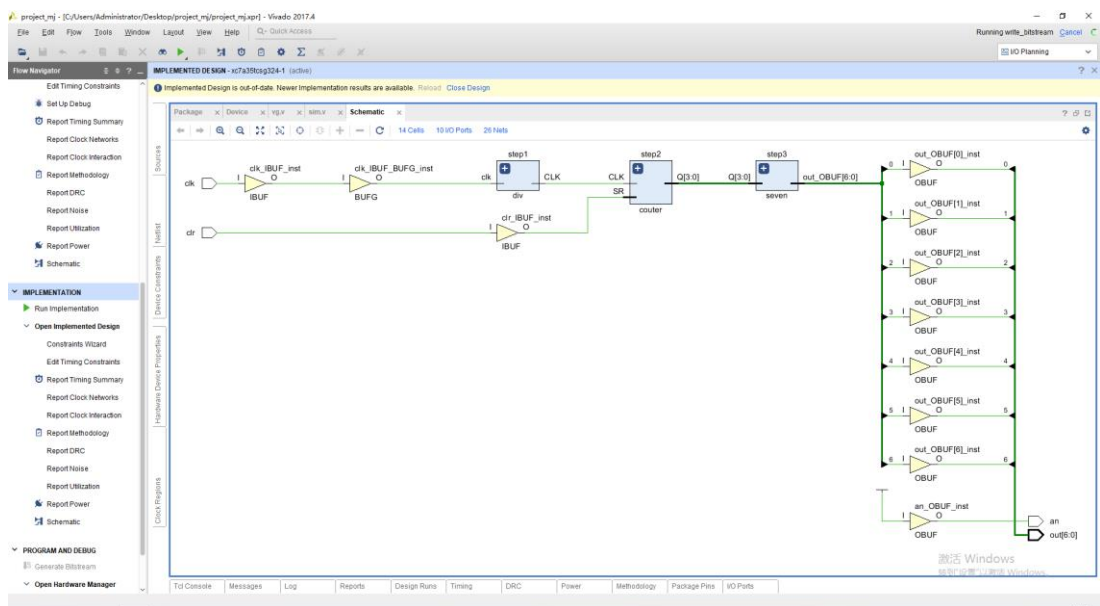 project_mj - [C:/Users/Administrator/Desktop/project_mj/project_mj.xpr] - Vivado 2017.4
File Edit Flow Tools Window Layout View Help Q- Quick Access
Running write_bitstream Cancel
I/O Planning
Flow Navigator
IMPLEMENTED DESIGN - xc7a35tcsg324-1 (active)
Implemented Design is out-of-date. Newer Implementation results are available. Reload Close Design
Edit Timing Constraints
Set Up Debug
Report Timing Summary
Report Clock Networks
Report Clock Interaction
Report Methodology
Report DRC
Report Noise
Report Utilization
Report Power
Schematic
IMPLEMENTATION
Run Implementation
Open Implemented Design
Constraints Wizard
Edit Timing Constraints
Report Timing Summary
Report Clock Networks
Report Clock Interaction
Report Methodology
Report DRC
Report Noise
Report Utilization
Report Power
Schematic
PROGRAM AND DEBUG
Generate Bitstream
Open Hardware Manager
Sources
Netlist
Device Constraints
Hardware Device Properties
Clock Regions
Package Device vg.v sim.v Schematic
14 Cells 10 I/O Ports 26 Nets
clk
clk_IBUF_inst
I O
IBUF
clk_IBUF_BUFG_inst
I O
BUFG
step1
clk CLK
div
step2
CLK
SR
Q[3:0]
couter
step3
Q[3:0]
out_OBUF[6:0]
seven
clr
clr_IBUF_inst
I O
IBUF
out_OBUF[0]_inst
0 I O 0
OBUF
out_OBUF[1]_inst
1 I O 1
OBUF
out_OBUF[2]_inst
2 I O 2
OBUF
out_OBUF[3]_inst
3 I O 3
OBUF
out_OBUF[4]_inst
4 I O 4
OBUF
out_OBUF[5]_inst
5 I O 5
OBUF
out_OBUF[6]_inst
6 I O 6
OBUF
an_OBUF_inst
I O
OBUF
an
out[6:0]
激活 Windows
转到"设置"以激活 Windows。
Tcl Console Messages Log Reports Design Runs Timing DRC Power Methodology Package Pins I/O Ports